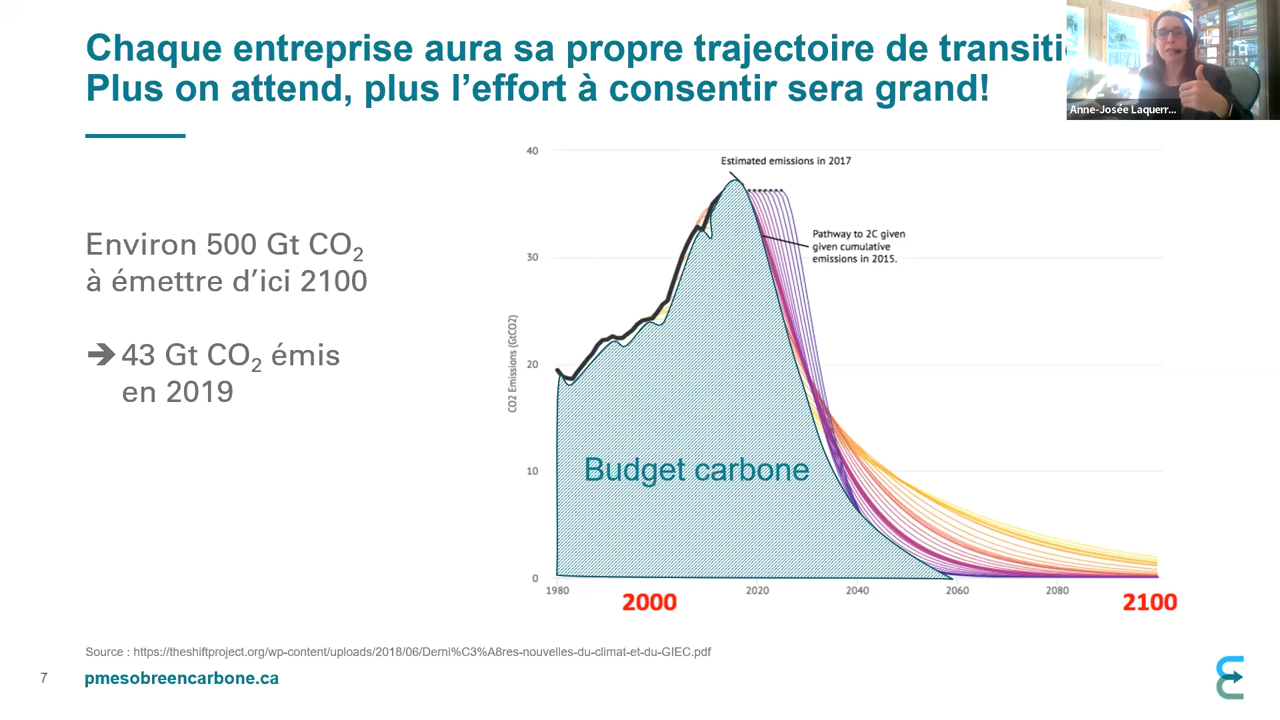 Chaque entreprise aura sa propre trajectoire de transiti
Plus on attend, plus l'effort à consentir sera grand!
Anne-Josée Laquerr...
Environ 500 Gt CO₂
à émettre d'ici 2100
➔ 43 Gt CO₂ émis
en 2019
40
30
20
10
0
CO2 Emissions (GtCO2)
Estimated emissions in 2017
Pathway to 2C given
given cumulative
emissions in 2015.
Budget carbone
1980
2000
2020
2040
2060
2080
2100
Source : https://theshiftproject.org/wp-content/uploads/2018/06/Derni%C3%A8res-nouvelles-du-climat-et-du-GIEC.pdf
7
pmesobreencarbone.ca